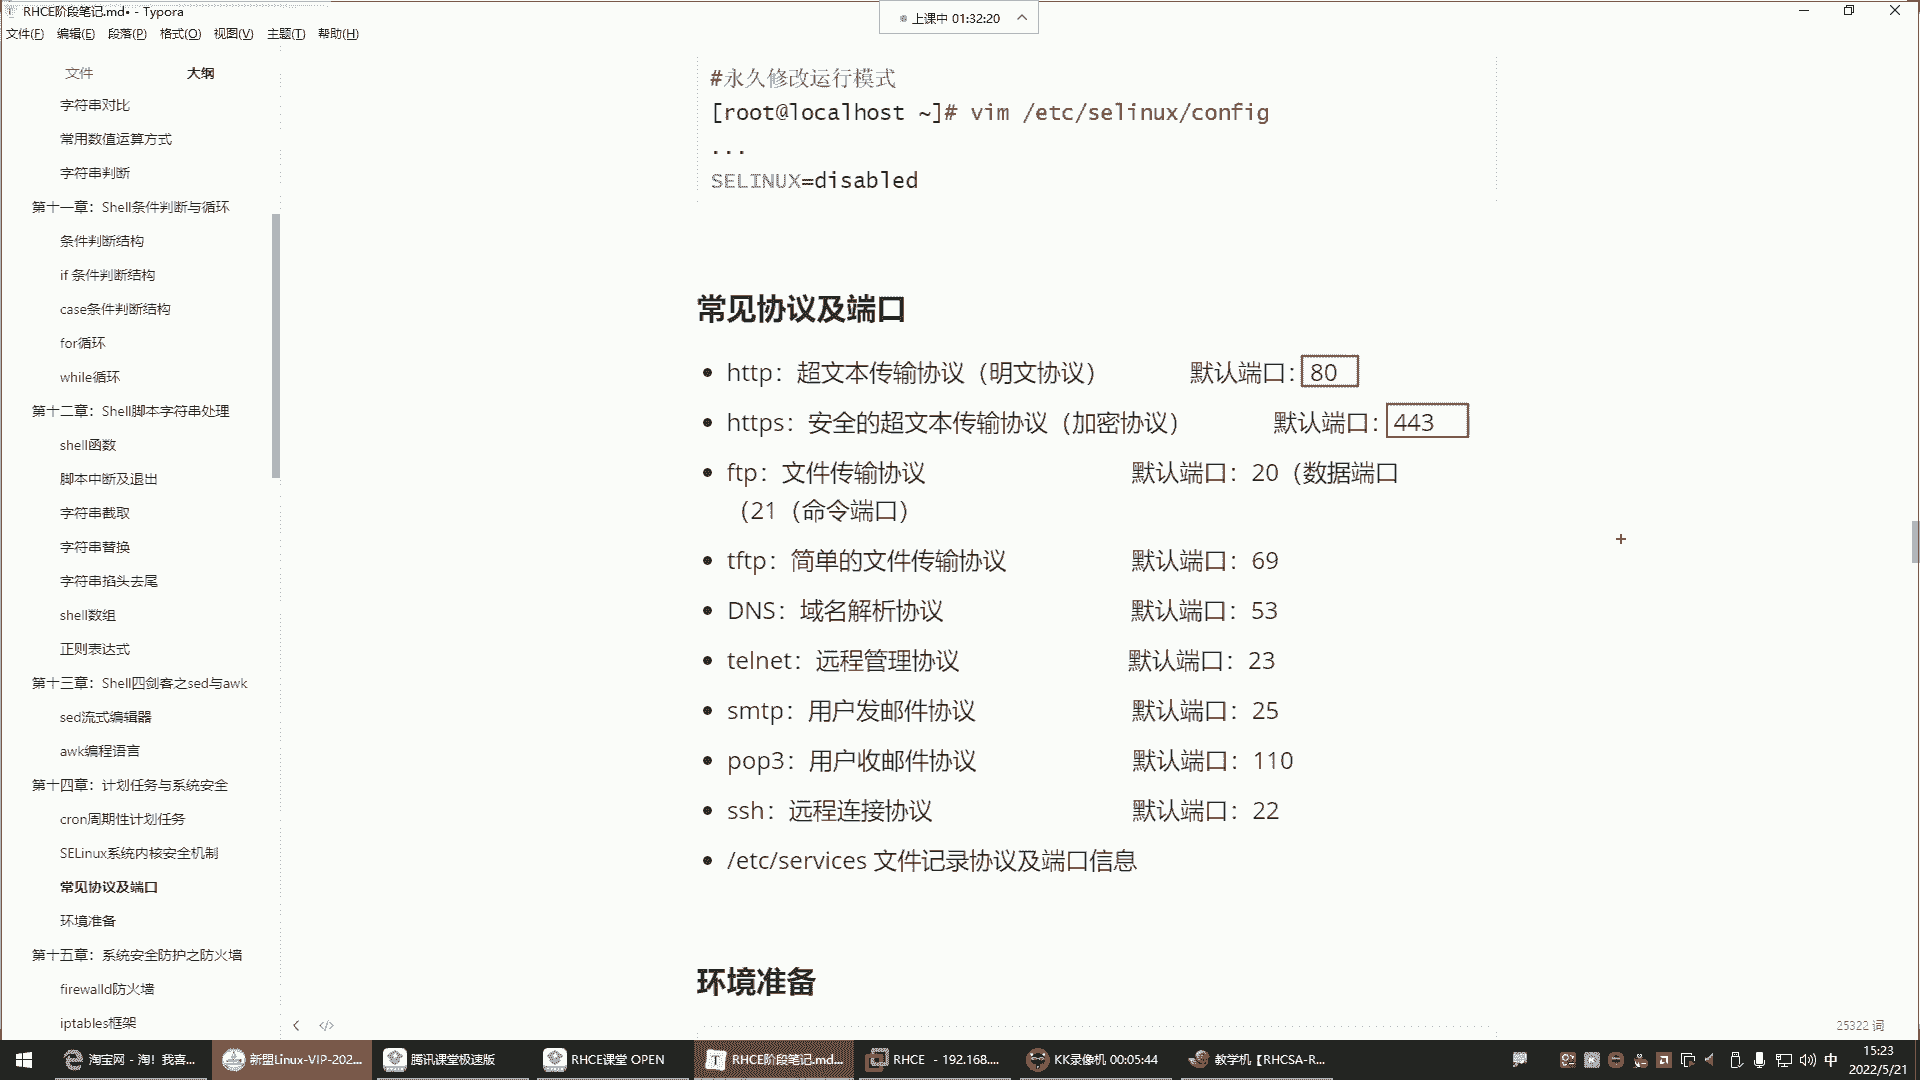 RHCE阶段笔记.md• - Typora
上课中 01:32:20
文件(F) 编辑(E) 段落(P) 格式(O) 视图(V) 主题(T) 帮助(H)
文件 大纲
字符串对比
常用数值运算方式
字符串判断
第十一章：Shell条件判断与循环
条件判断结构
if 条件判断结构
case条件判断结构
for循环
while循环
第十二章：Shell脚本字符串处理
shell函数
脚本中断及退出
字符串截取
字符串替换
字符串掐头去尾
shell数组
正则表达式
第十三章：Shell四剑客之sed与awk
sed流式编辑器
awk编程语言
第十四章：计划任务与系统安全
cron周期性计划任务
SELinux系统内核安全机制
常见协议及端口
环境准备
第十五章：系统安全防护之防火墙
firewalld防火墙
iptables框架
#永久修改运行模式
[root@localhost ~]# vim /etc/selinux/config
...
SELINUX=disabled
常见协议及端口
http：超文本传输协议（明文协议） 默认端口：80
https：安全的超文本传输协议（加密协议） 默认端口：443
ftp：文件传输协议 默认端口：20（数据端口
（21（命令端口）
tftp：简单的文件传输协议 默认端口：69
DNS：域名解析协议 默认端口：53
telnet：远程管理协议 默认端口：23
smtp：用户发邮件协议 默认端口：25
pop3：用户收邮件协议 默认端口：110
ssh：远程连接协议 默认端口：22
/etc/services 文件记录协议及端口信息
环境准备
25322 词
淘宝网 - 淘！我喜... 新盟Linux-VIP-202... 腾讯课堂极速版 RHCE课堂 OPEN RHCE阶段笔记.md... RHCE - 192.168.... KK录像机 00:05:44 教学机【RHCSA-R...
中
15:23
2022/5/21